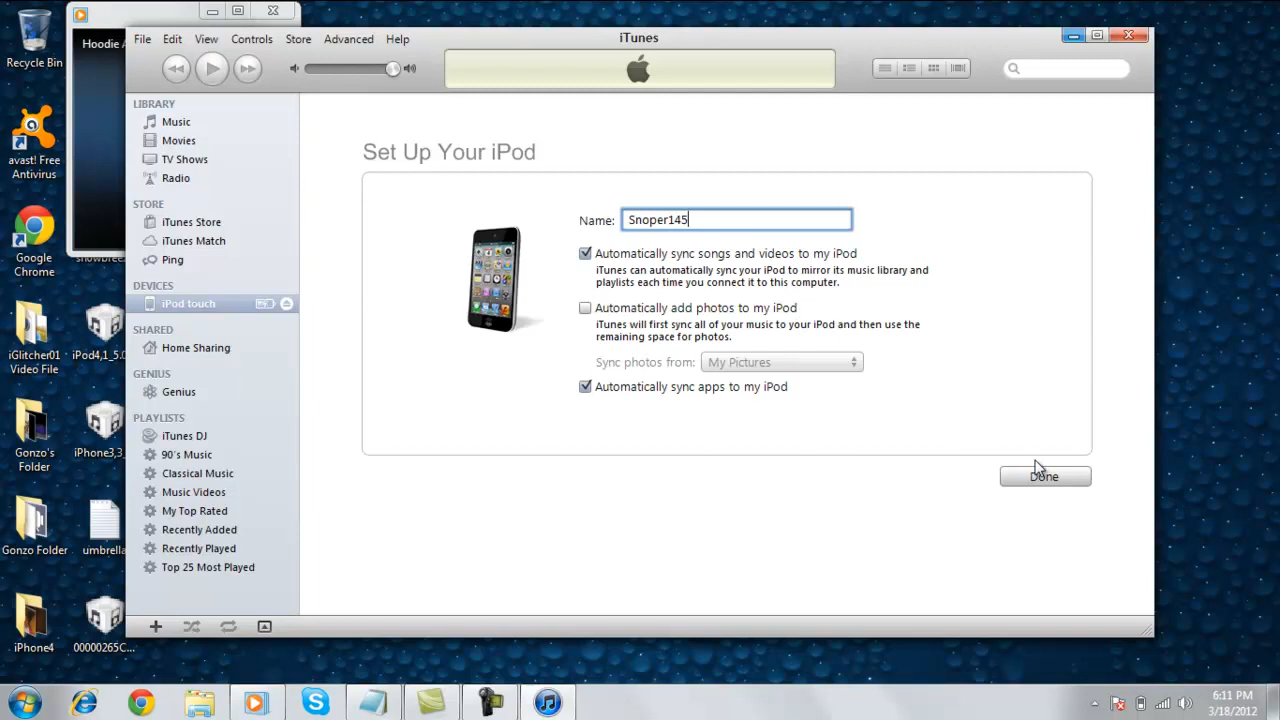 Recycle Bin
avast! Free
Antivirus
Google
Chrome
iGlitcher01
Video File
iPod4,1_5.0
Gonzo's
Folder
iPhone3,3_
Gonzo Folder
umbrella
iPhone4
00000265C...
Hoodie A
iTunes
File Edit View Controls Store Advanced Help
LIBRARY
Music
Movies
TV Shows
Radio
STORE
iTunes Store
iTunes Match
Ping
DEVICES
iPod touch
SHARED
Home Sharing
GENIUS
Genius
PLAYLISTS
iTunes DJ
90's Music
Classical Music
Music Videos
My Top Rated
Recently Added
Recently Played
Top 25 Most Played
Set Up Your iPod
Name: Snoper145
Automatically sync songs and videos to my iPod
iTunes can automatically sync your iPod to mirror its music library and
playlists each time you connect it to this computer.
Automatically add photos to my iPod
iTunes will first sync all of your music to your iPod and then use the
remaining space for photos.
Sync photos from: My Pictures
Automatically sync apps to my iPod
Done
6:11 PM
3/18/2012